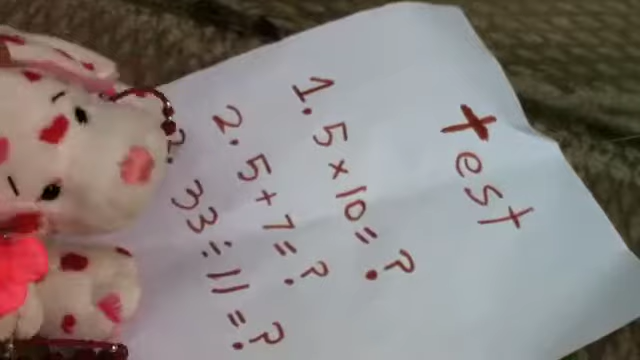 test
1. 5 x 10 = ?
2. 5 + 7 = ?
3. 33 ÷ 11 = ?